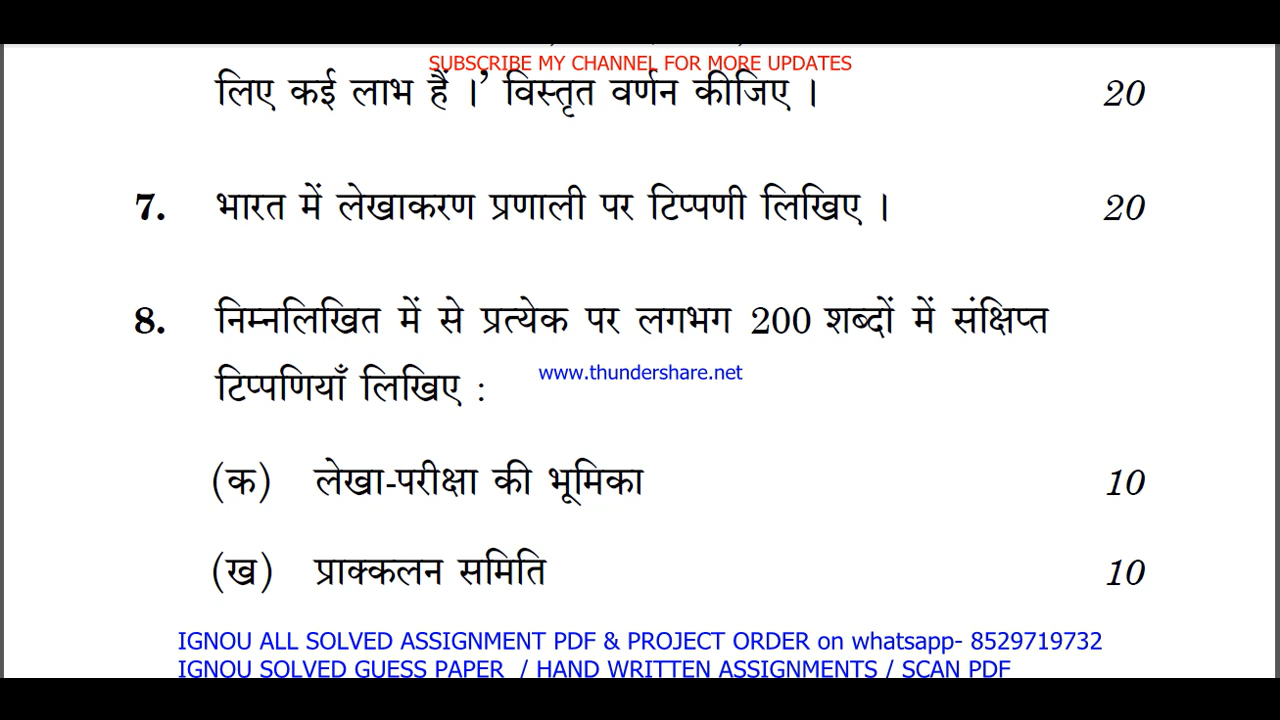 SUBSCRIBE MY CHANNEL FOR MORE UPDATES
लिए कई लाभ हैं ।’ विस्तृत वर्णन कीजिए । 20
7. भारत में लेखाकरण प्रणाली पर टिप्पणी लिखिए । 20
8. निम्नलिखित में से प्रत्येक पर लगभग 200 शब्दों में संक्षिप्त
टिप्पणियाँ लिखिए :
www.thundershare.net
(क) लेखा-परीक्षा की भूमिका 10
(ख) प्राक्कलन समिति 10
IGNOU ALL SOLVED ASSIGNMENT PDF & PROJECT ORDER on whatsapp- 8529719732
IGNOU SOLVED GUESS PAPER / HAND WRITTEN ASSIGNMENTS / SCAN PDF